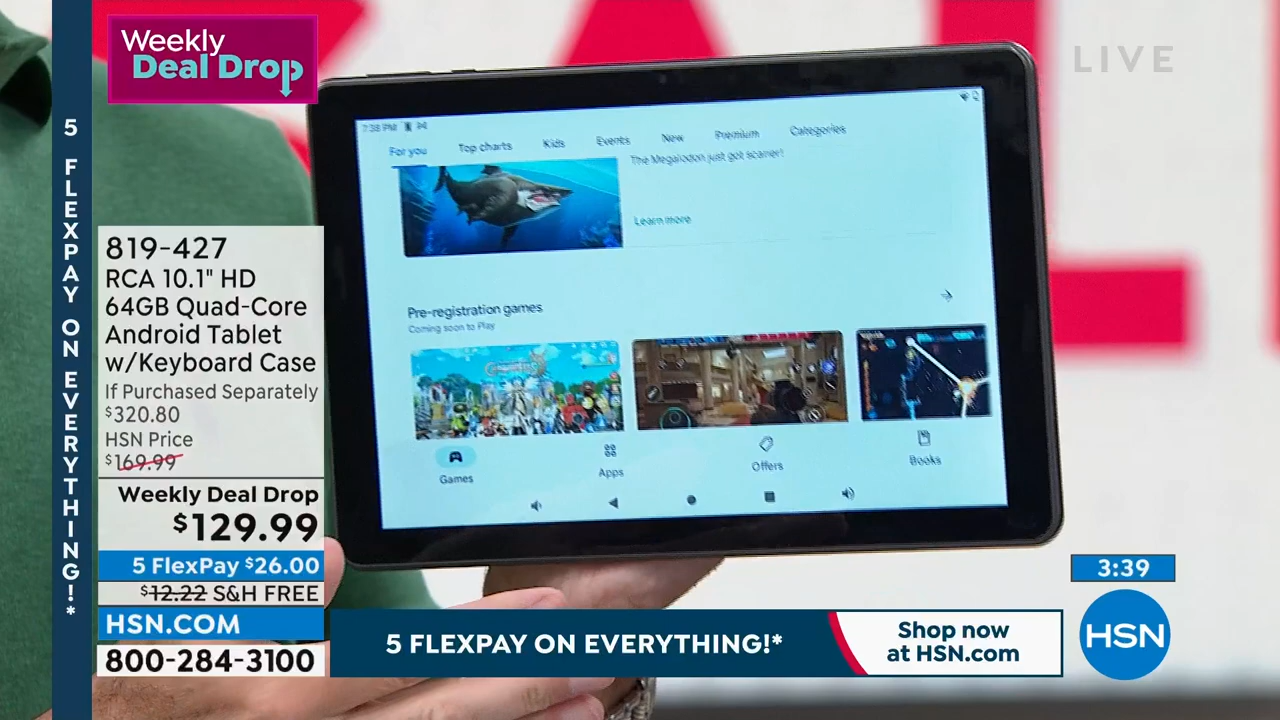 Weekly
Deal Drop
LIVE
5 FLEXPAY ON EVERYTHING!*
819-427
RCA 10.1" HD
64GB Quad-Core
Android Tablet
w/Keyboard Case
If Purchased Separately
$320.80
HSN Price
$169.99
Weekly Deal Drop
$129.99
5 FlexPay $26.00
$12.22 S&H FREE
HSN.COM
800-284-3100
7:38 PM
For you Top charts Kids Events New Premium Categories
The Megalodon just got scarier!
Learn more
Pre-registration games
Coming soon to Play
Games Apps Offers Books
3:39
5 FLEXPAY ON EVERYTHING!*
Shop now
at HSN.com
HSN